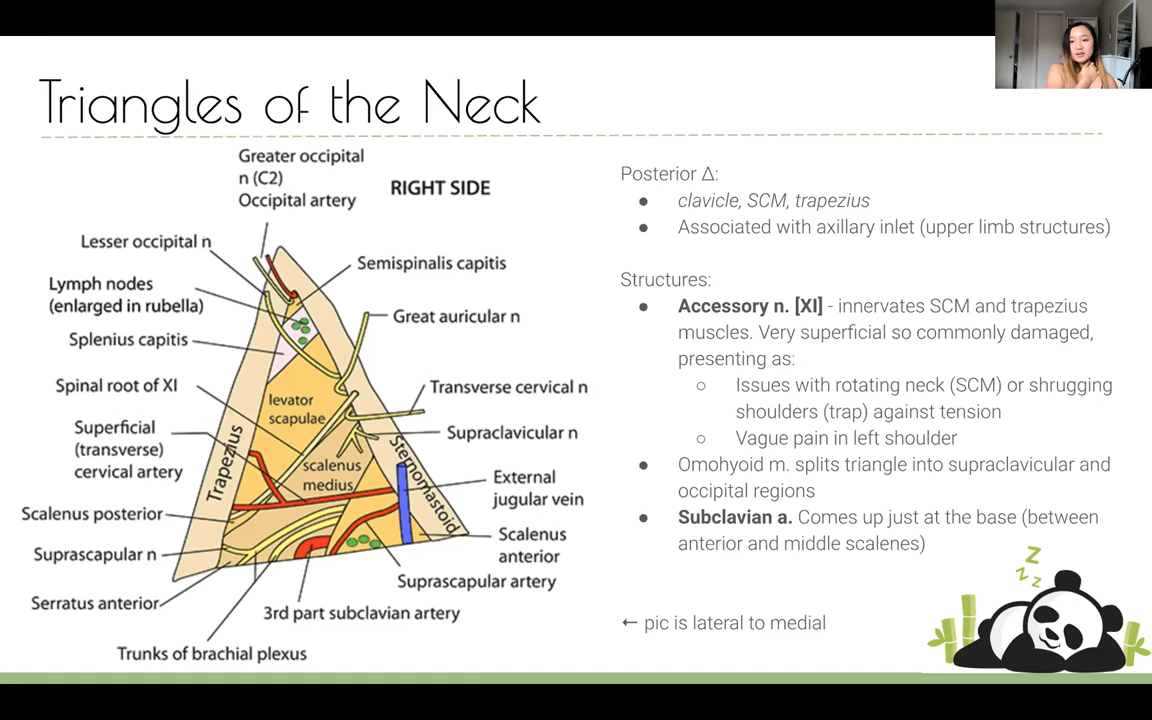 Triangles of the Neck
Greater occipital
n (C2)
Occipital artery
RIGHT SIDE
Lesser occipital n
Semispinalis capitis
Lymph nodes
(enlarged in rubella)
Great auricular n
Splenius capitis
Spinal root of XI
Transverse cervical n
levator
scapulae
Superficial
(transverse)
cervical artery
Supraclavicular n
Trapezius
scalenus
medius
Sternomastoid
External
jugular vein
Scalenus posterior
Scalenus
anterior
Suprascapular n
Suprascapular artery
Serratus anterior
3rd part subclavian artery
Trunks of brachial plexus
Posterior Δ:
● clavicle, SCM, trapezius
● Associated with axillary inlet (upper limb structures)
Structures:
● Accessory n. [XI] - innervates SCM and trapezius
muscles. Very superficial so commonly damaged,
presenting as:
○ Issues with rotating neck (SCM) or shrugging
shoulders (trap) against tension
○ Vague pain in left shoulder
● Omohyoid m. splits triangle into supraclavicular and
occipital regions
● Subclavian a. Comes up just at the base (between
anterior and middle scalenes)
← pic is lateral to medial
Z
Z
Z